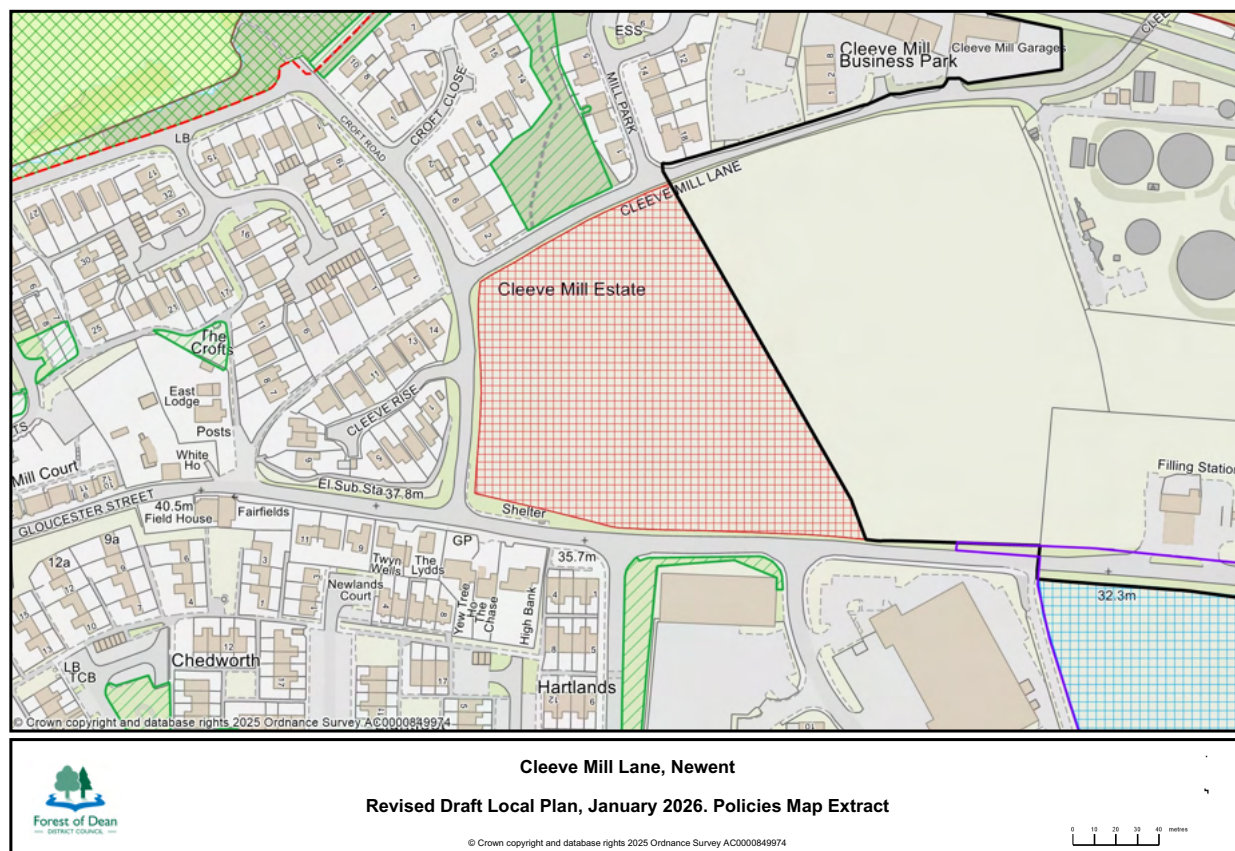 ESS
Cleeve Mill
Business Park
Cleeve Mill Garages
CLEE
MILL PARK
CROFT CLOSE
CROFT ROAD
LB
CLEEVE MILL LANE
Cleeve Mill Estate
The
Crofts
East
Lodge
Posts
White
Ho
CLEEVE RISE
Mill Court
El Sub Sta
37.8m
GLOUCESTER STREET
40.5m
Field House
Fairfields
Shelter
Filling Station
GP
35.7m
32.3m
9a
12a
Twyn
Wells
The
Lydds
Newlands
Court
Yew Tree
Ho
The
Chase
High Bank
Chedworth
LB
TCB
Hartlands
© Crown copyright and database rights 2025 Ordnance Survey AC0000849974
Cleeve Mill Lane, Newent
Revised Draft Local Plan, January 2026. Policies Map Extract
© Crown copyright and database rights 2025 Ordnance Survey AC0000849974
Forest of Dean
DISTRICT COUNCIL
0 10 20 30 40 metres